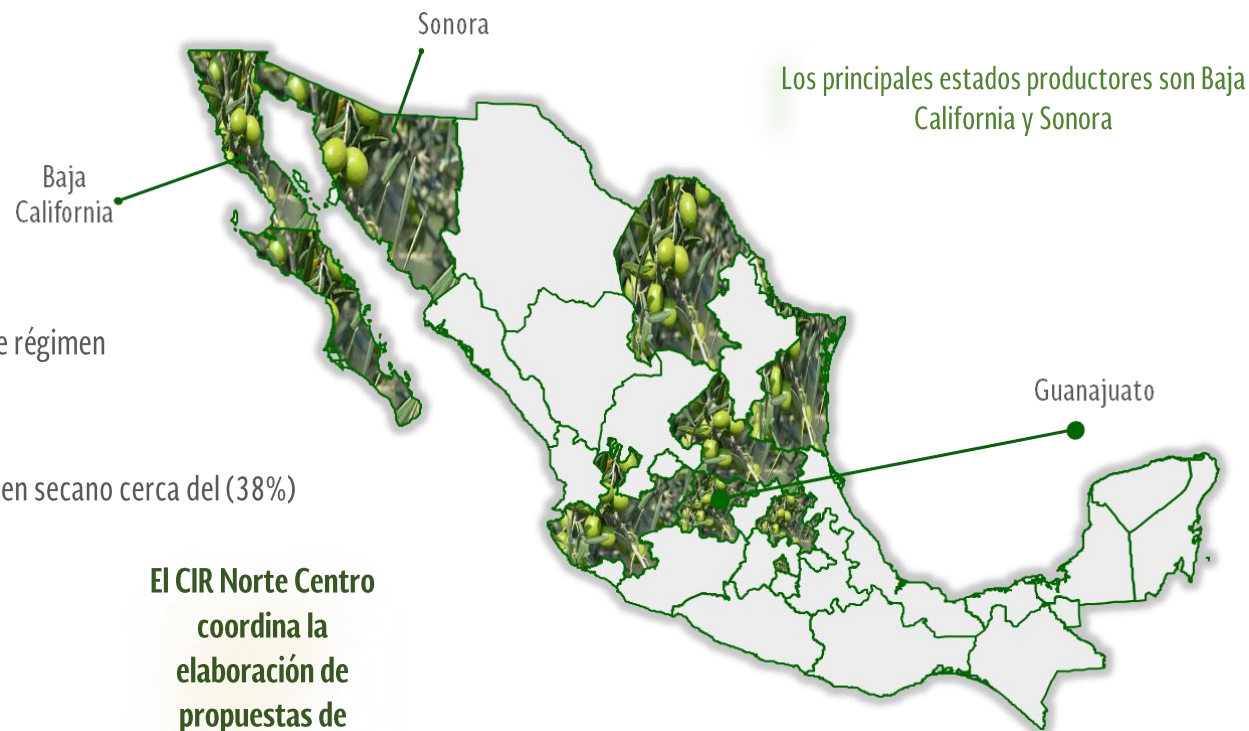 Sonora
Los principales estados productores son Baja
California y Sonora
Baja
California
e régimen
Guanajuato
en secano cerca del (38%)
El CIR Norte Centro
coordina la
elaboración de
propuestas de